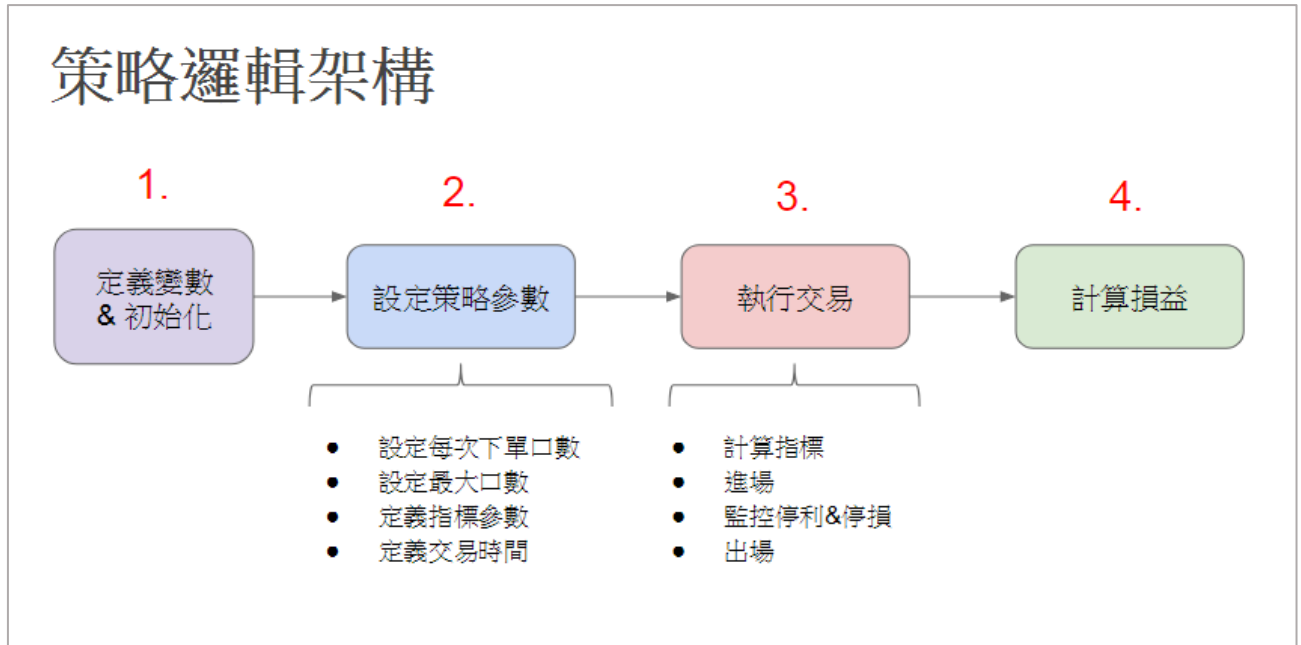 策略邏輯架構
1.
2.
3.
4.
定義變數
& 初始化
設定策略參數
執行交易
計算損益
● 設定每次下單口數
● 設定最大口數
● 定義指標參數
● 定義交易時間
● 計算指標
● 進場
● 監控停利&停損
● 出場